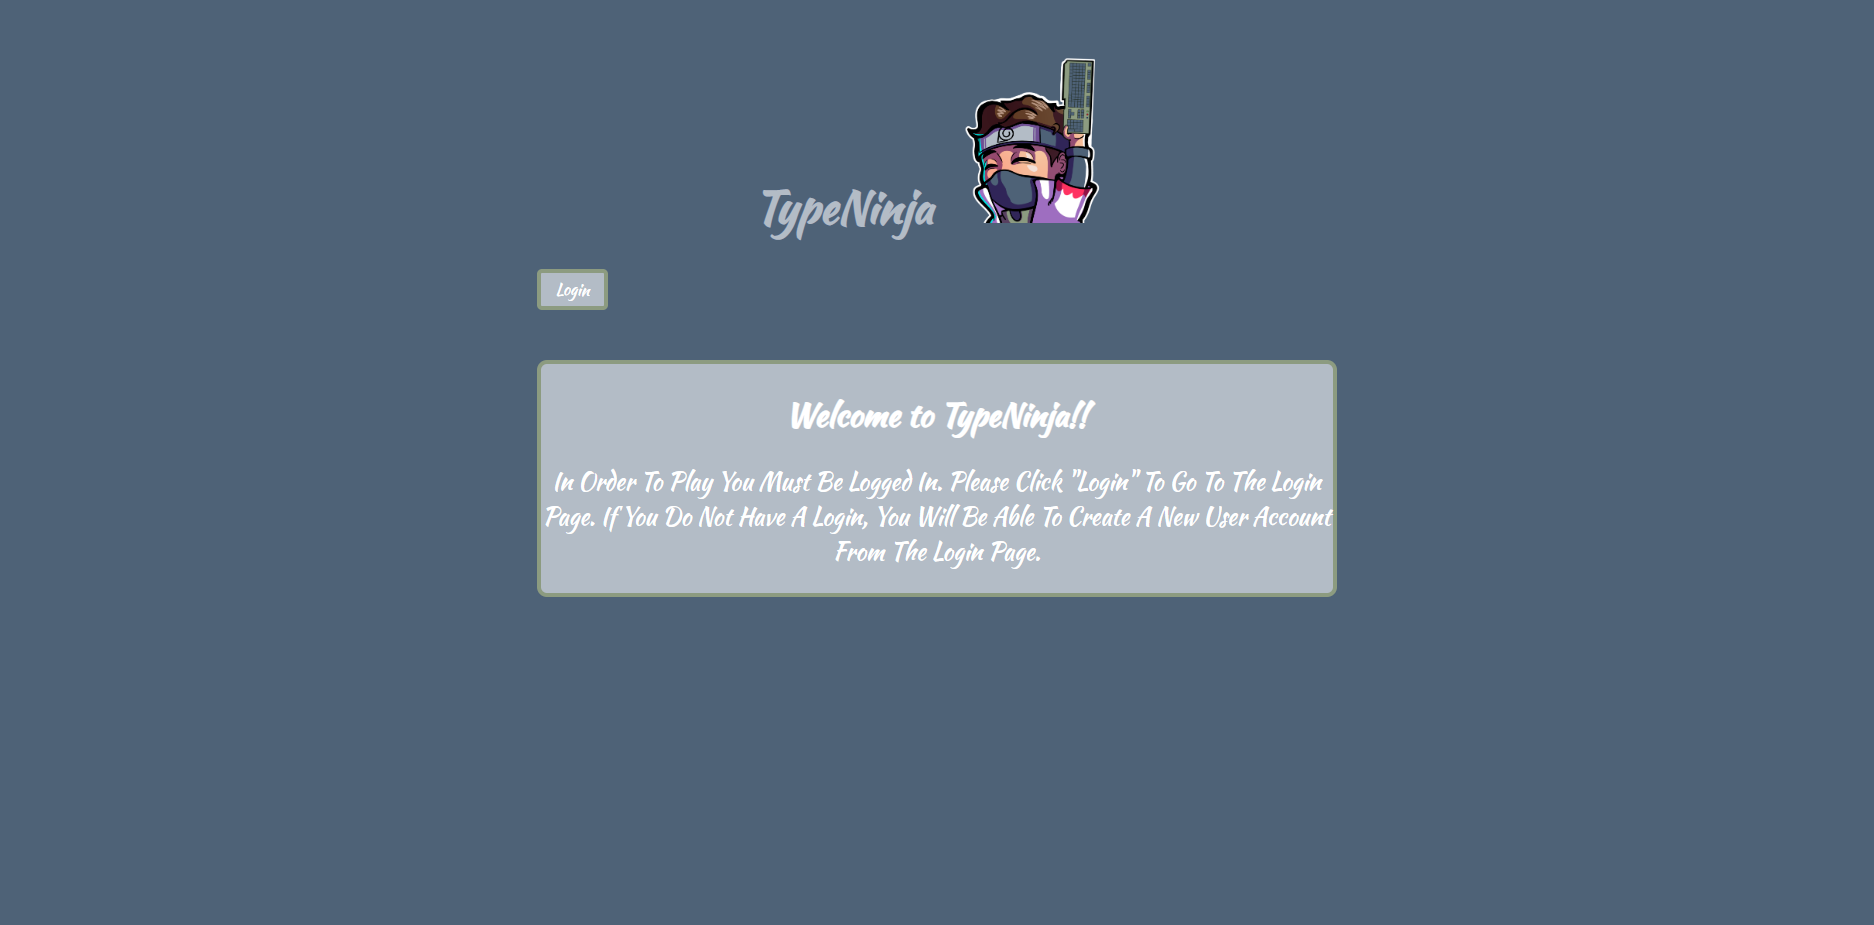 TypeNinja
Login
Welcome to TypeNinja!!
In Order To Play You Must Be Logged In. Please Click "Login" To Go To The Login
Page. If You Do Not Have A Login, You Will Be Able To Create A New User Account
From The Login Page.